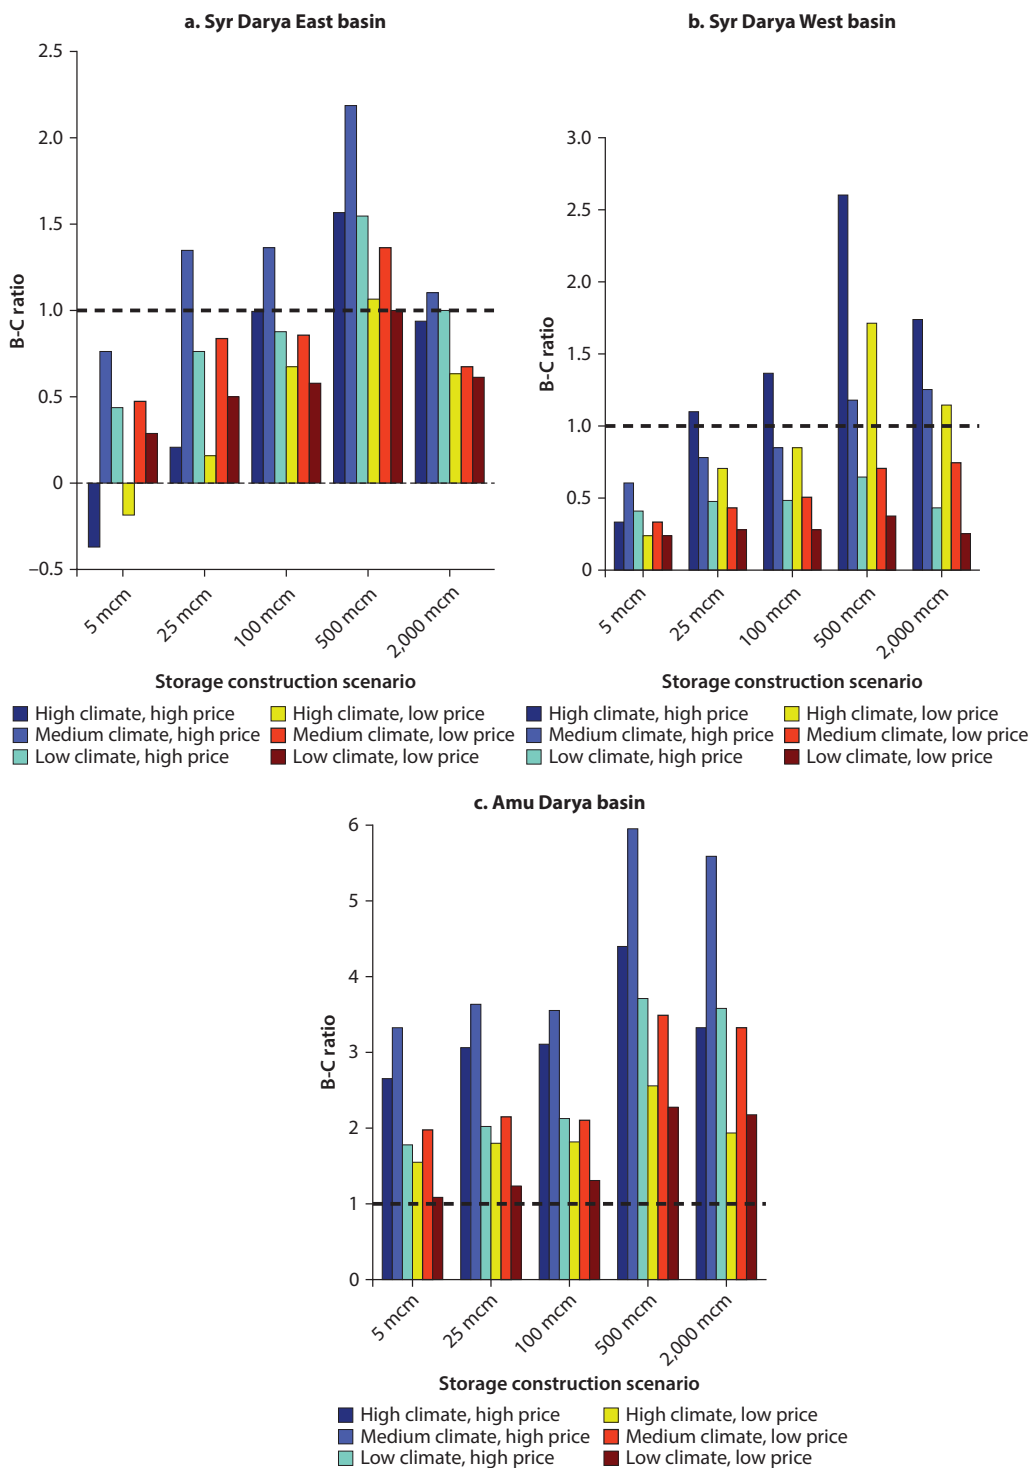 a. Syr Darya East basin
2.5
2.0
1.5
1.0
0.5
0
–0.5
B-C ratio
5 mcm
25 mcm
100 mcm
500 mcm
2,000 mcm
Storage construction scenario
High climate, high price
High climate, low price
Medium climate, high price
Medium climate, low price
Low climate, high price
Low climate, low price
b. Syr Darya West basin
3.0
2.5
2.0
1.5
1.0
0.5
0
B-C ratio
5 mcm
25 mcm
100 mcm
500 mcm
2,000 mcm
Storage construction scenario
High climate, high price
High climate, low price
Medium climate, high price
Medium climate, low price
Low climate, high price
Low climate, low price
c. Amu Darya basin
6
5
4
3
2
1
0
B-C ratio
5 mcm
25 mcm
100 mcm
500 mcm
2,000 mcm
Storage construction scenario
High climate, high price
High climate, low price
Medium climate, high price
Medium climate, low price
Low climate, high price
Low climate, low price